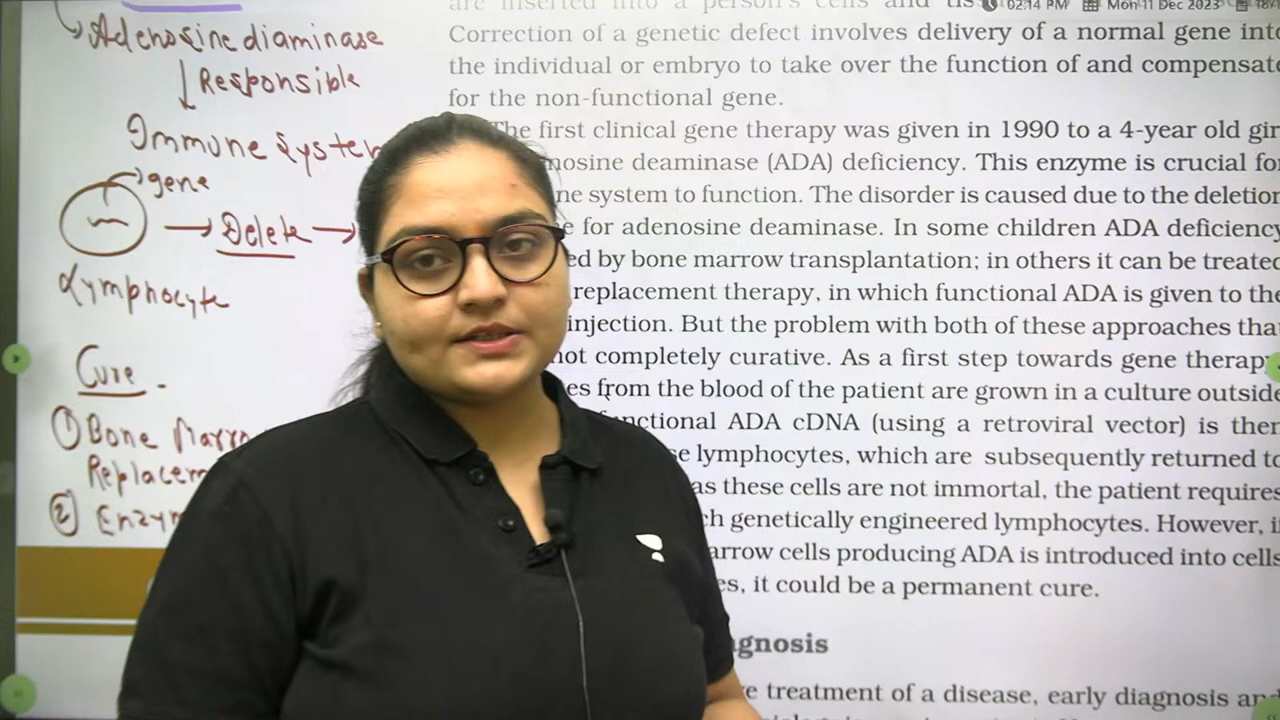 Adenosine diaminase
Responsible
Immune System
gene
Delete
Lymphocyte
Cure
① Bone Marro
Replacem
② Enzym
are inserted into a person's cells and
02:14 PM Mon 11 Dec 2023
Correction of a genetic defect involves delivery of a normal gene into
the individual or embryo to take over the function of and compensate
for the non-functional gene.
The first clinical gene therapy was given in 1990 to a 4-year old gir
nosine deaminase (ADA) deficiency. This enzyme is crucial fo
ne system to function. The disorder is caused due to the deletion
e for adenosine deaminase. In some children ADA deficiency
ed by bone marrow transplantation; in others it can be treated
replacement therapy, in which functional ADA is given to the
injection. But the problem with both of these approaches tha
not completely curative. As a first step towards gene therap
es from the blood of the patient are grown in a culture outside
nctional ADA cDNA (using a retroviral vector) is then
se lymphocytes, which are subsequently returned to
as these cells are not immortal, the patient requires
ch genetically engineered lymphocytes. However, i
arrow cells producing ADA is introduced into cells
es, it could be a permanent cure.
gnosis
e treatment of a disease, early diagnosis an